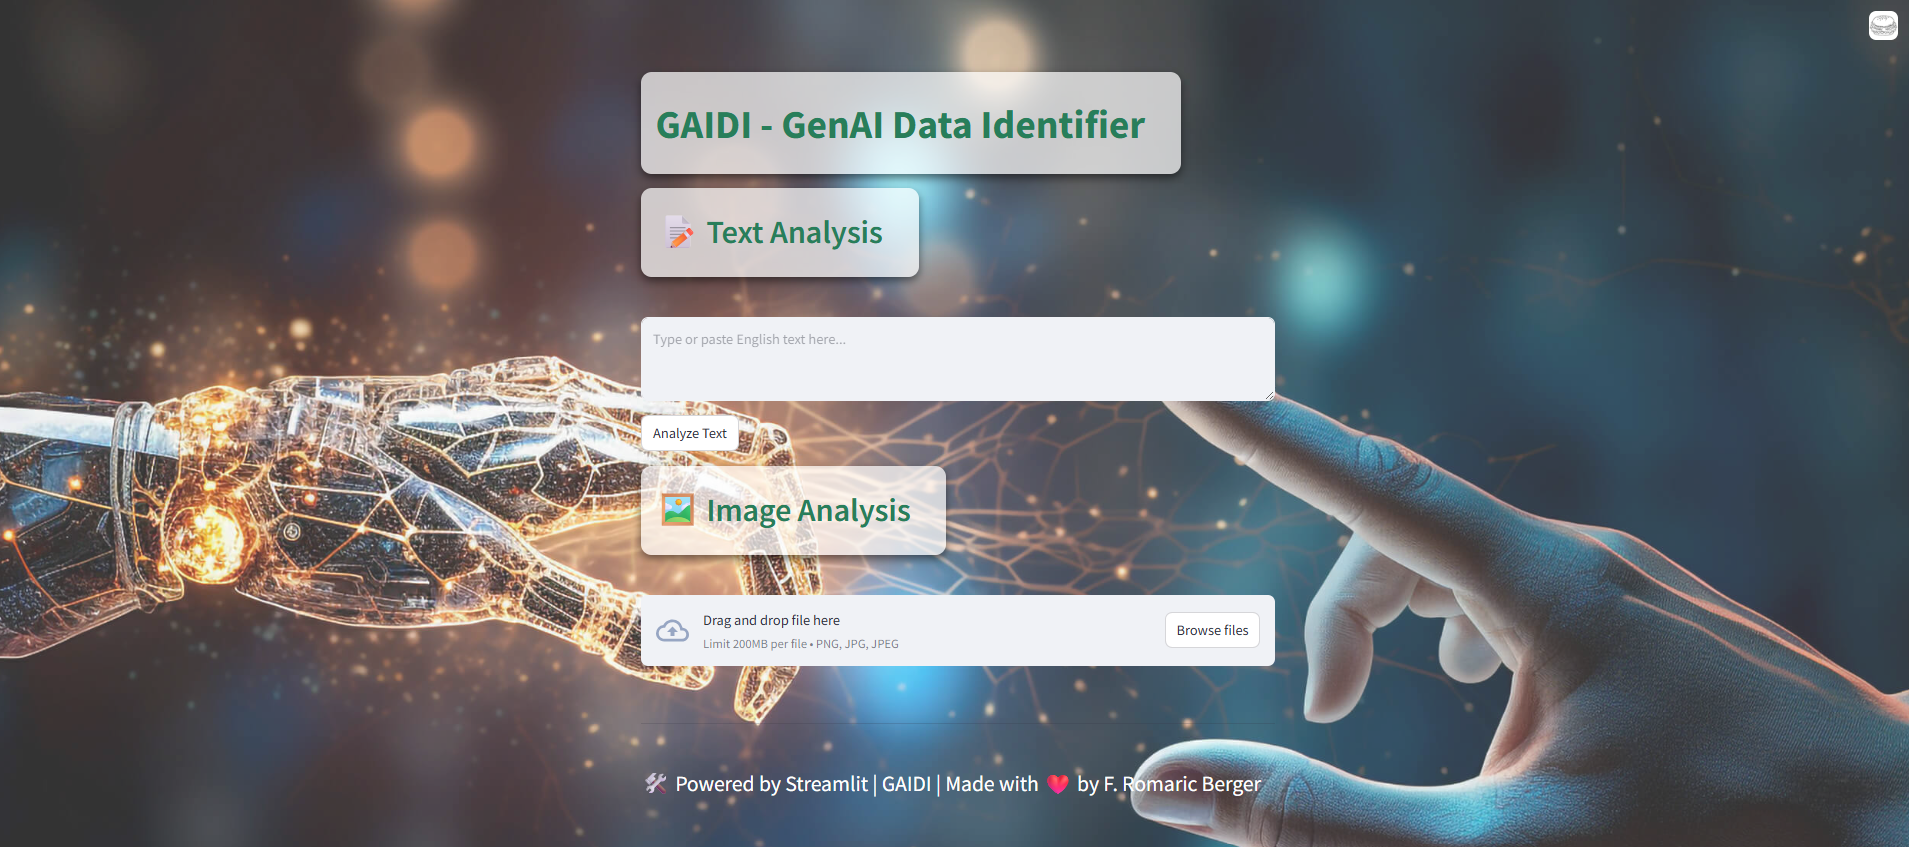 GAIDI - GenAI Data Identifier
📝 Text Analysis
Type or paste English text here...
Analyze Text
🖼️ Image Analysis
Drag and drop file here
Limit 200MB per file • PNG, JPG, JPEG
Browse files
🛠️ Powered by Streamlit | GAIDI | Made with ❤️ by F. Romaric Berger